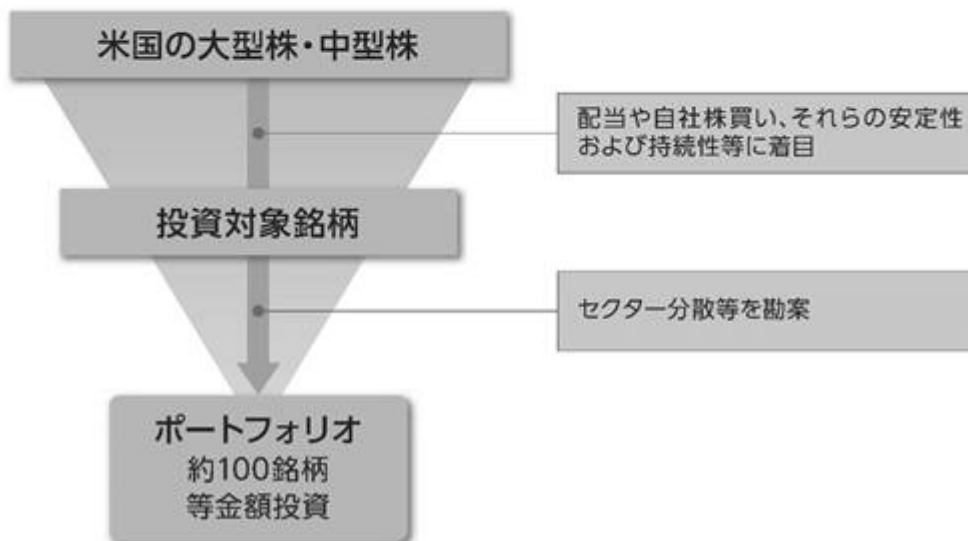 米国の大型株・中型株
配当や自社株買い、それらの安定性
および持続性等に着目
投資対象銘柄
セクター分散等を勘案
ポートフォリオ
約100銘柄
等金額投資